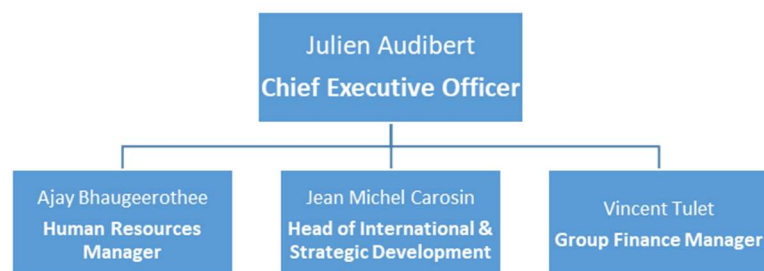 Julien Audibert
Chief Executive Officer
Ajay Bhaugeerothee
Human Resources
Manager
Jean Michel Carosin
Head of International &
Strategic Development
Vincent Tulet
Group Finance Manager